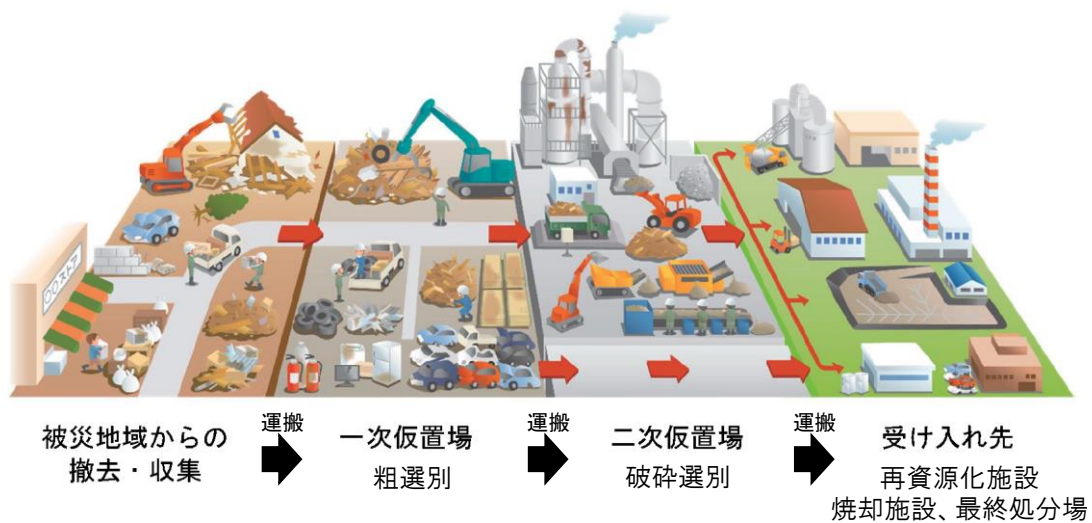 ○○ストア
被災地域からの
撤去・収集
運搬
一次仮置場
粗選別
運搬
二次仮置場
破砕選別
運搬
受け入れ先
再資源化施設
焼却施設、最終処分場